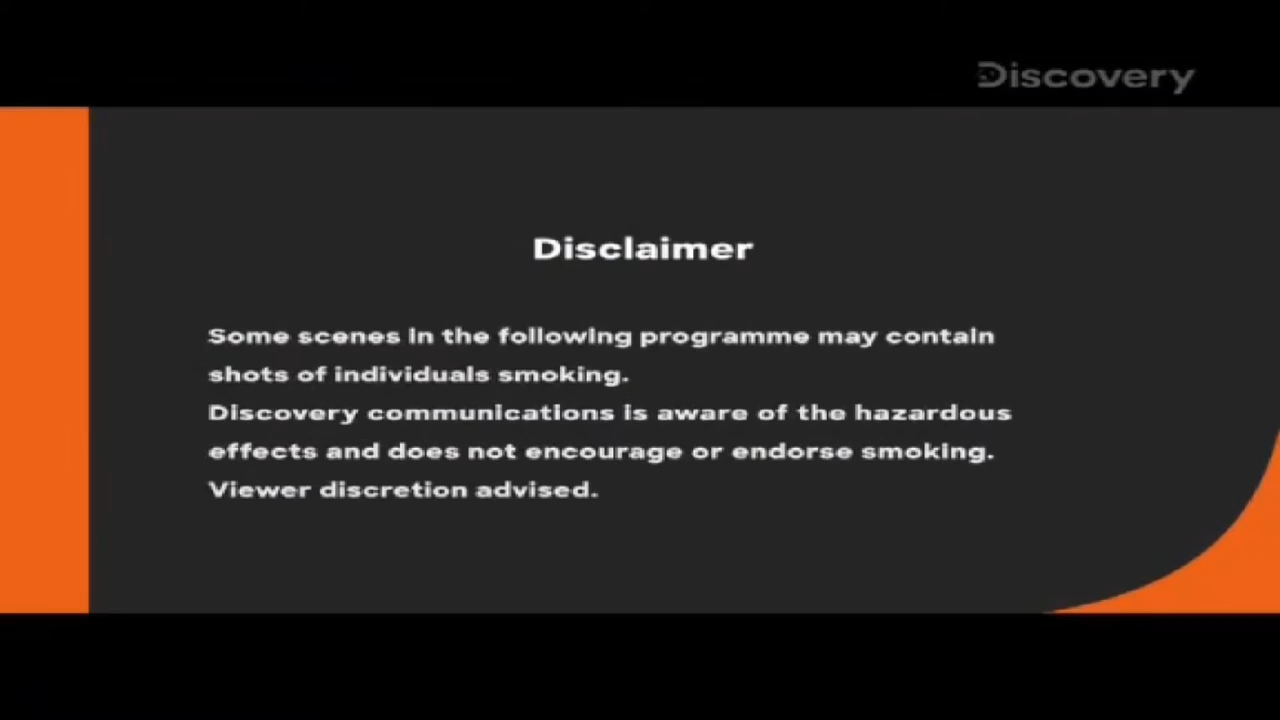 Discovery
Disclaimer
Some scenes in the following programme may contain
shots of individuals smoking.
Discovery communications is aware of the hazardous
effects and does not encourage or endorse smoking.
Viewer discretion advised.